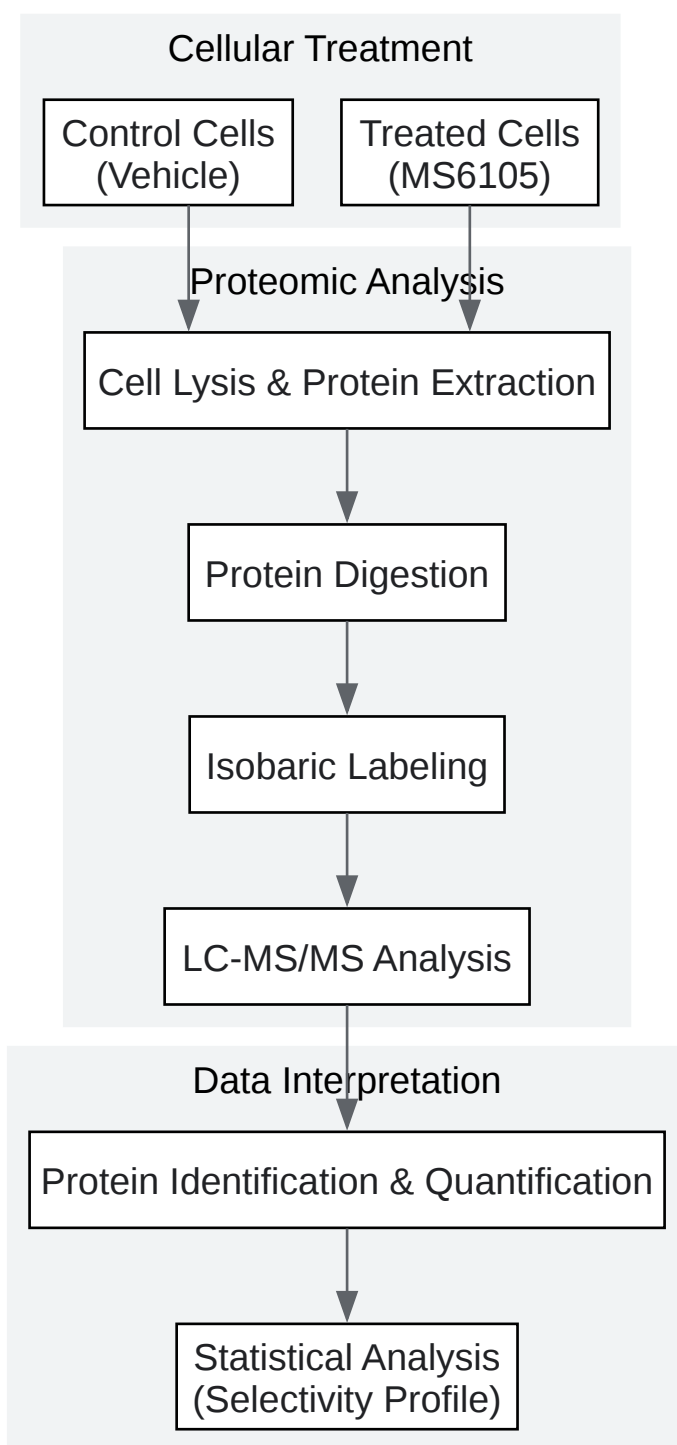 Cellular Treatment
Control Cells
(Vehicle)
Treated Cells
(MS6105)
Proteomic Analysis
Cell Lysis & Protein Extraction
Protein Digestion
Isobaric Labeling
LC-MS/MS Analysis
Data Interpretation
Protein Identification & Quantification
Statistical Analysis
(Selectivity Profile)